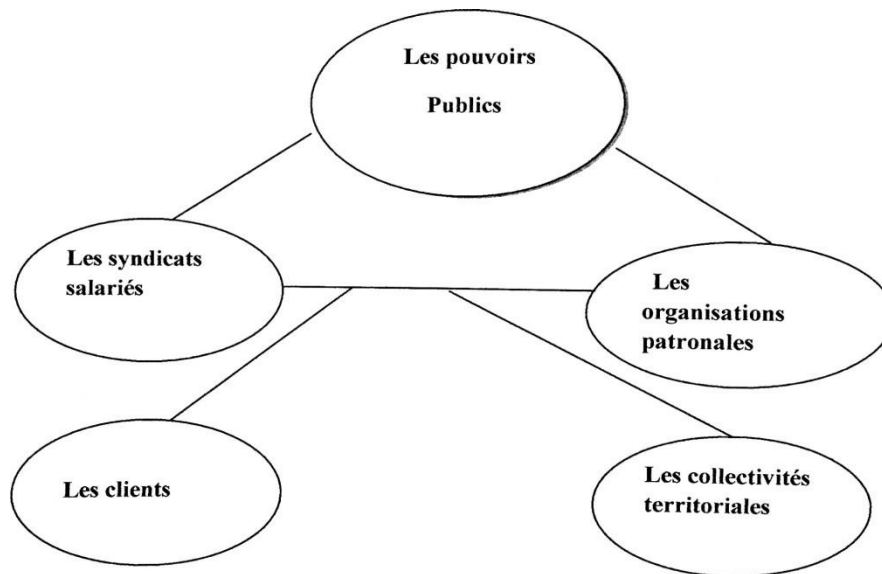 Les pouvoirs
Publics
Les syndicats
salariés
Les
organisations
patronales
Les clients
Les collectivités
territoriales